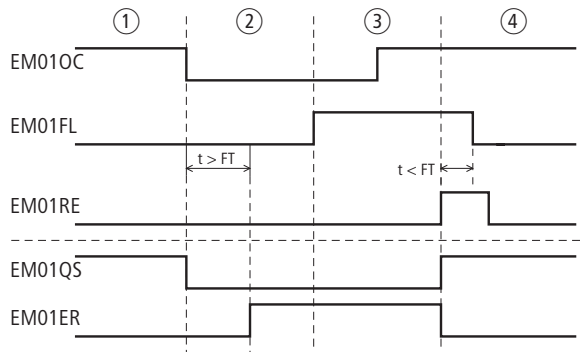 ① ② ③ ④
EM01OC
EM01FL
t > FT
t < FT
EM01RE
EM01QS
EM01ER